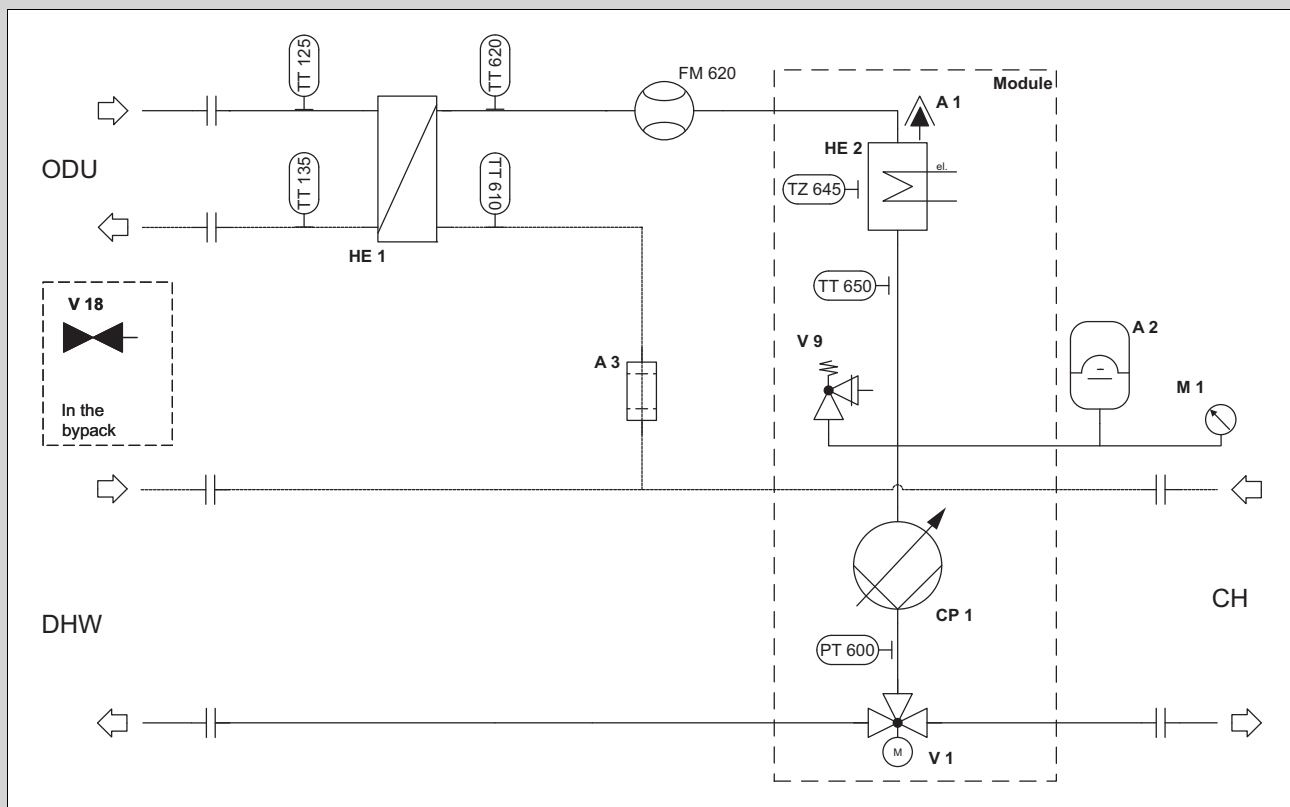 TT 125
TT 620
FM 620
Module
A 1
ODU
HE 2
el.
TT 135
TT 610
TZ 645
HE 1
TT 650
V 18
A 2
V 9
A 3
M 1
In the
bypack
DHW
CH
CP 1
PT 600
M
V 1